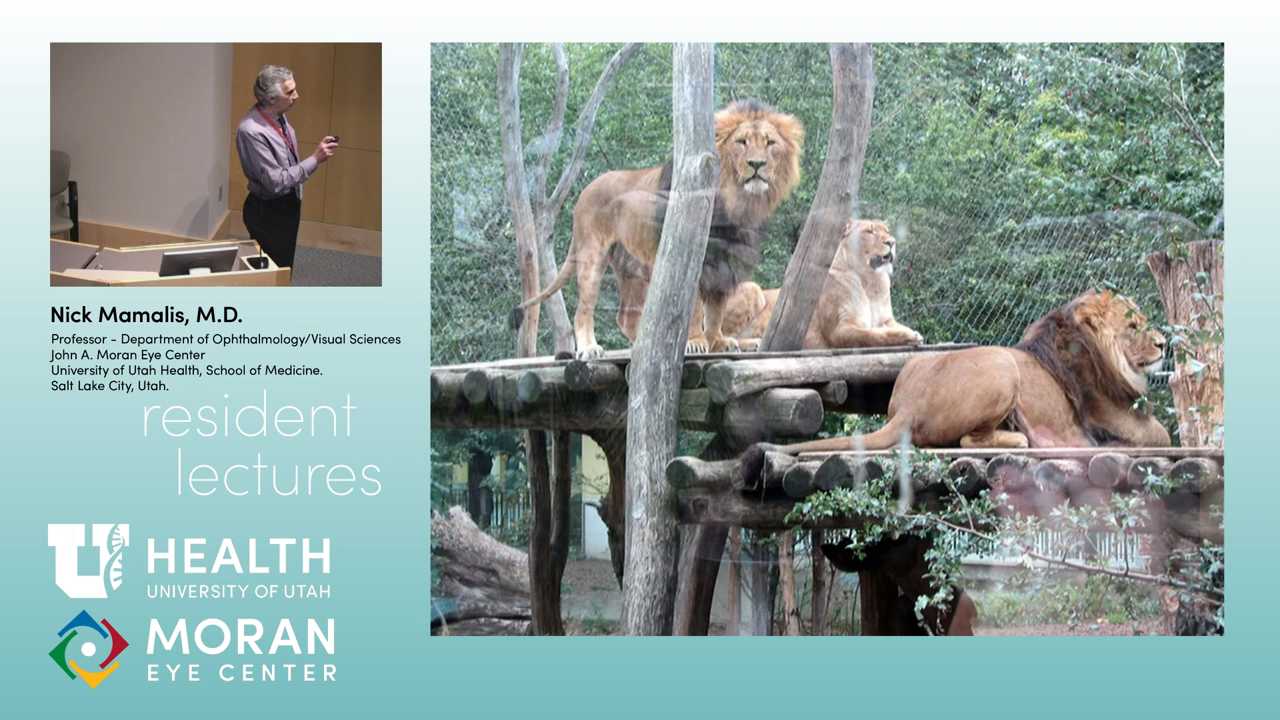 Nick Mamalis, M.D.
Professor - Department of Ophthalmology/Visual Sciences
John A. Moran Eye Center
University of Utah Health, School of Medicine.
Salt Lake City, Utah.
resident
lectures
U HEALTH
UNIVERSITY OF UTAH
MORAN
EYE CENTER